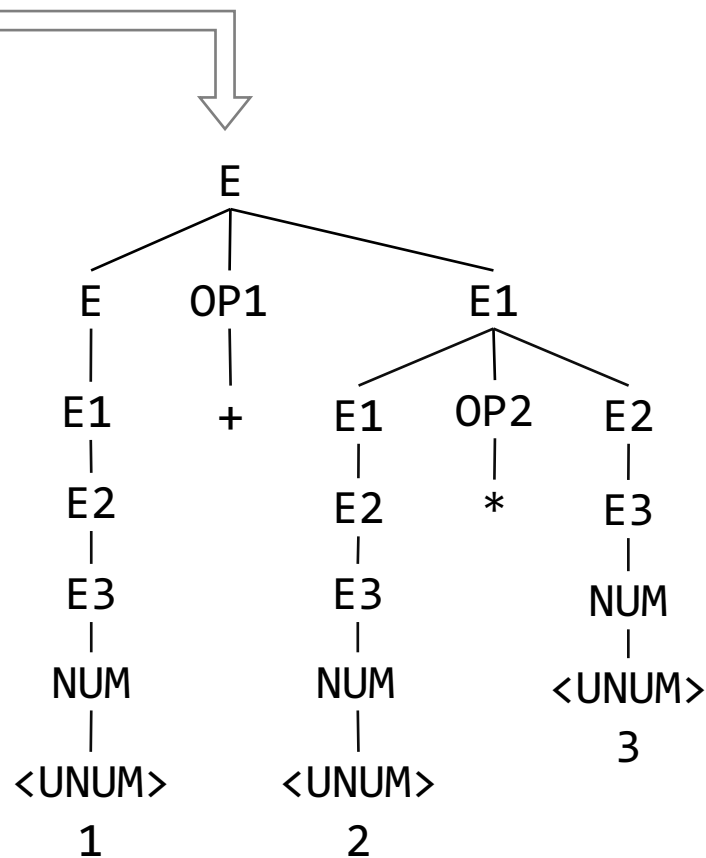 E
E OP1 E1
E1 + E1 OP2 E2
E2 E2 * E3
E3 E3 NUM
NUM NUM <UNUM>
3
<UNUM> <UNUM>
1 2